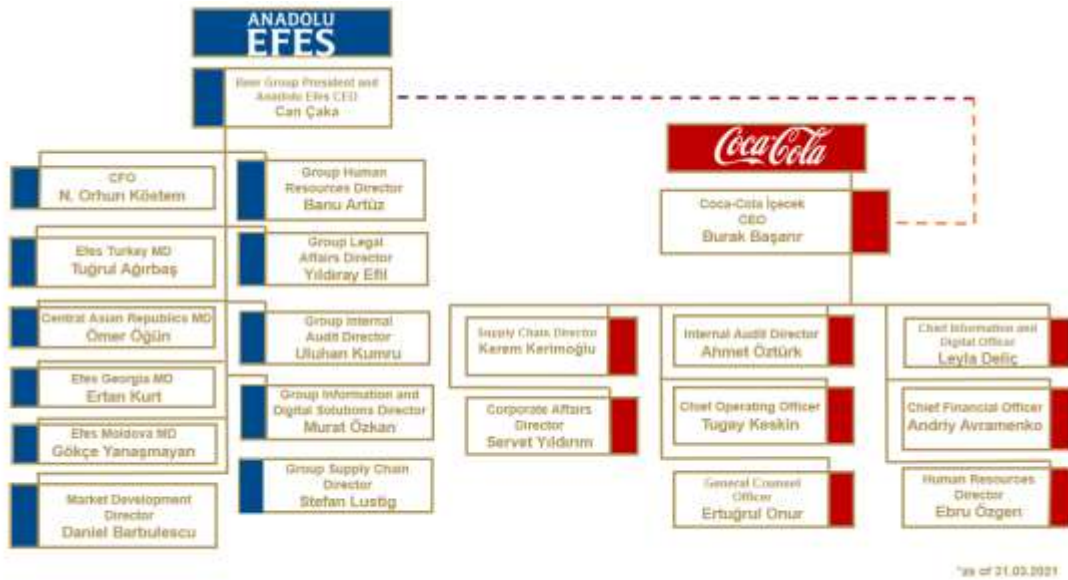 ANADOLU
EFES
Beer Group President and
Anadolu Efes CEO
Can Çaka
CFO
N. Orhun Köstem
Group Human
Resources Director
Banu Artüz
Efes Turkey MD
Tuğrul Ağırbaş
Group Legal
Affairs Director
Yıldıray Efil
Central Asian Republics MD
Ömer Öğün
Group Internal
Audit Director
Uluhan Kumru
Efes Georgia MD
Ertan Kurt
Group Information and
Digital Solutions Director
Murat Özkan
Efes Moldova MD
Gökçe Yanaşmayan
Group Supply Chain
Director
Stefan Lustig
Market Development
Director
Daniel Barbulescu
Coca-Cola
Coca-Cola İçecek
CEO
Burak Başarır
Supply Chain Director
Kerem Kerimoğlu
Internal Audit Director
Ahmet Öztürk
Chief Information and
Digital Officer
Leyla Deliç
Corporate Affairs
Director
Servet Yıldırım
Chief Operating Officer
Tugay Keskin
Chief Financial Officer
Andriy Avramenko
General Counsel
Officer
Ertuğrul Onur
Human Resources
Director
Ebru Özgen
*as of 31.03.2021